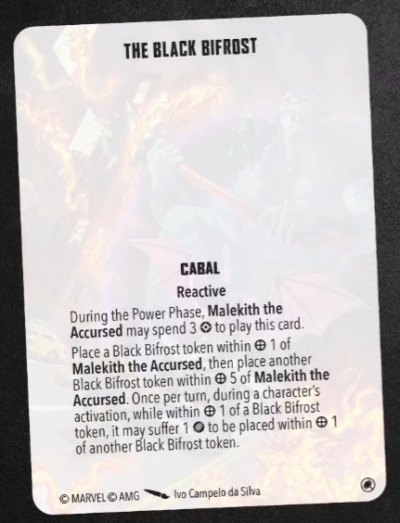 THE BLACK BIFROST
CABAL
Reactive
During the Power Phase, Malekith the
Accursed may spend 3 to play this card.
Place a Black Bifrost token within 1 of
Malekith the Accursed, then place another
Black Bifrost token within 5 of Malekith the
Accursed. Once per turn, during a character's
activation, while within 1 of a Black Bifrost
token, it may suffer 1 to be placed within 1
of another Black Bifrost token.
© MARVEL © AMG Ivo Campelo da Silva